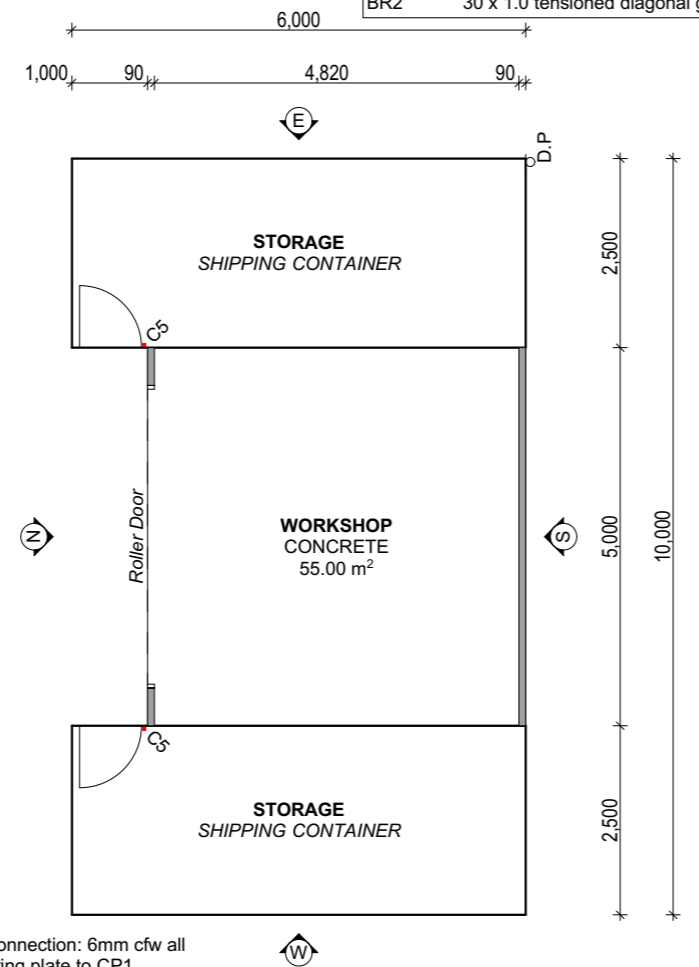 BR2 30 x 1.0 tensioned diagonal g
6,000
1,000 90 4,820 90
E
D.P
STORAGE
SHIPPING CONTAINER
2,500
C5
N
Roller Door
WORKSHOP
CONCRETE
55.00 m²
S
5,000
10,000
C5
STORAGE
SHIPPING CONTAINER
2,500
onnection: 6mm cfw all
W